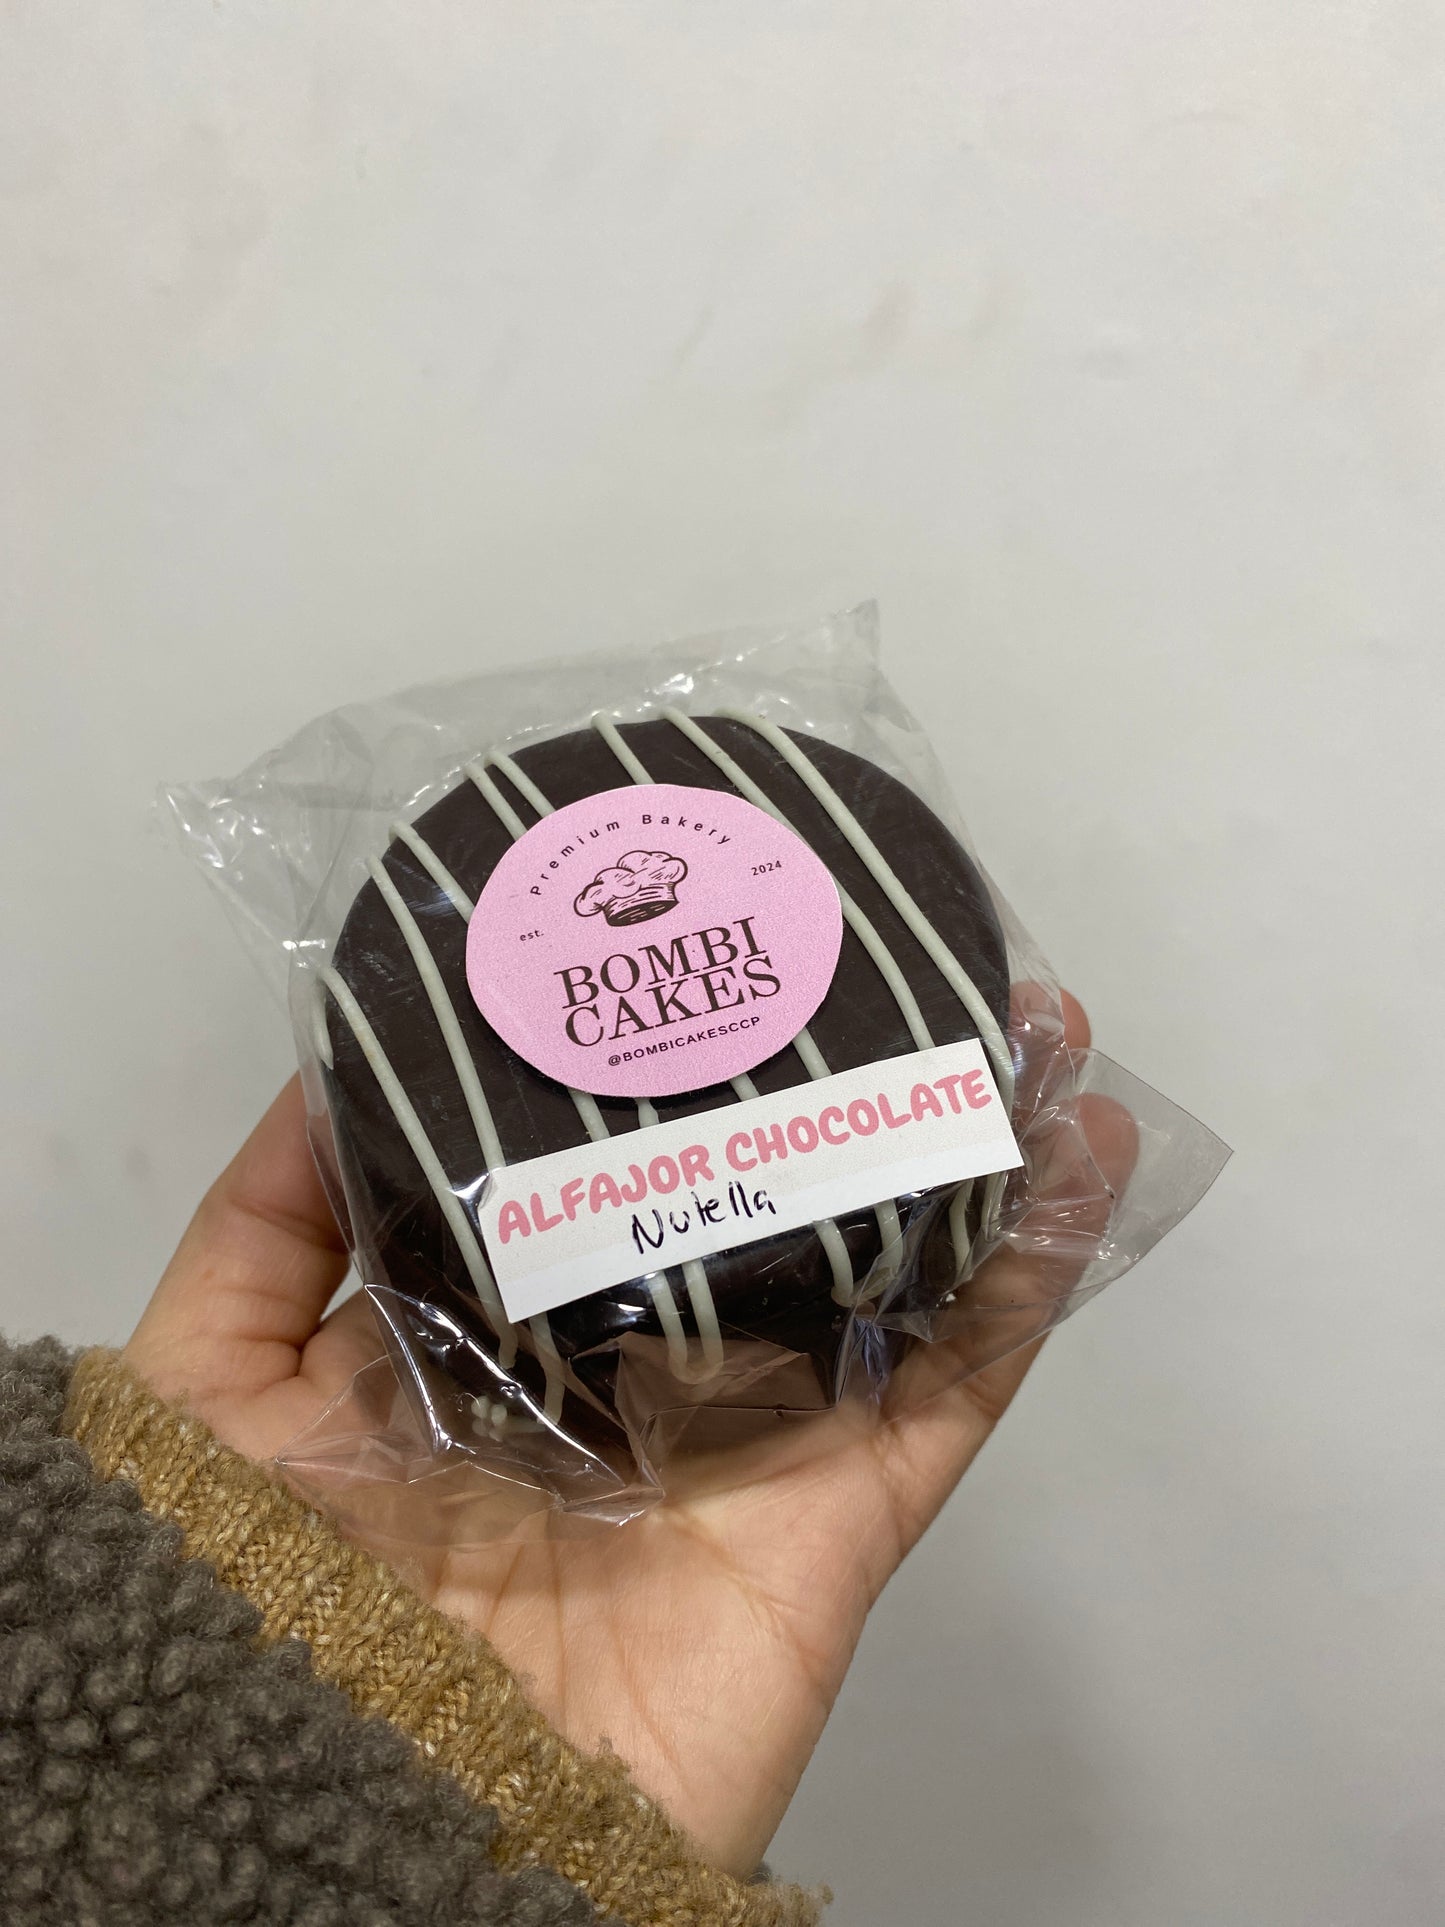 Premium Bakery
est. 2024
BOMBI
CAKES
@BOMBICAKESCCP
ALFAJOR CHOCOLATE
Nutella